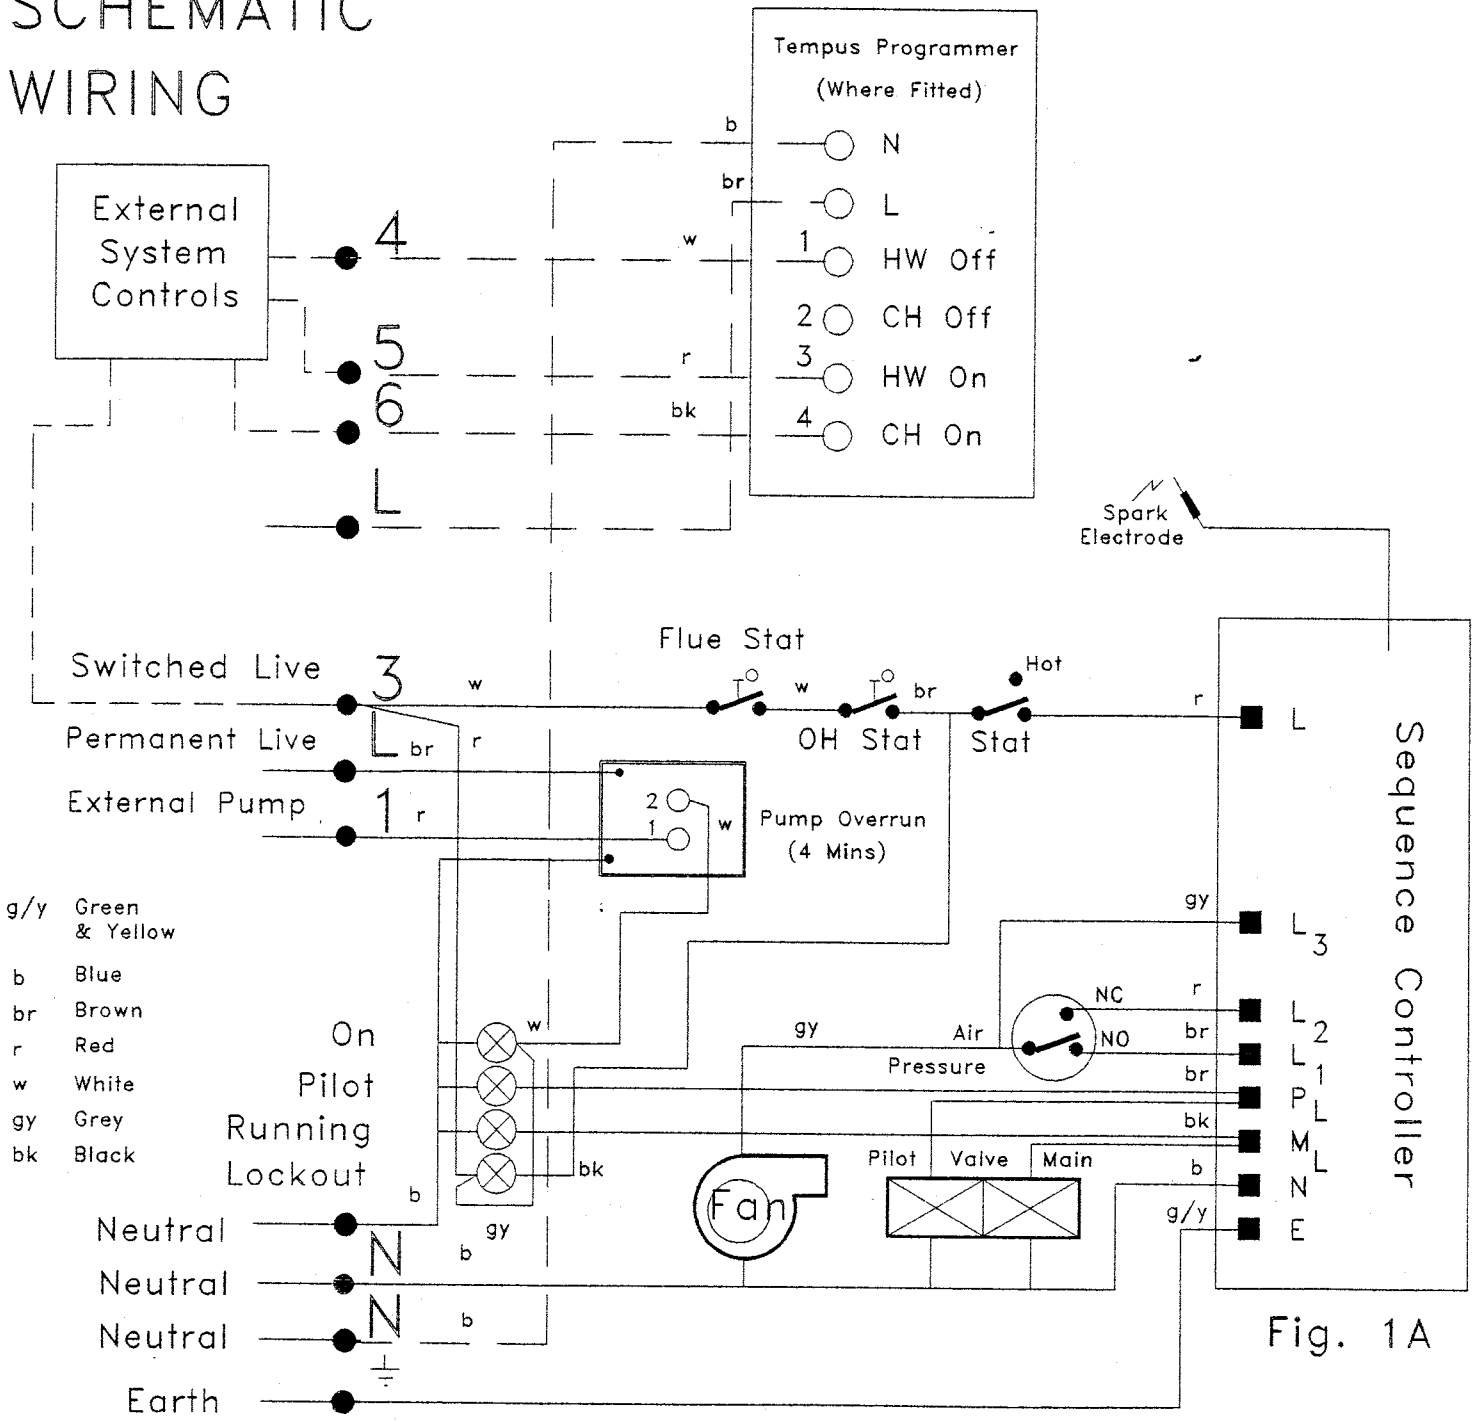 SCHEMATIC
WIRING
Tempus Programmer
(Where Fitted)
b
N
br
L
External
System
Controls
4
w
1
HW Off
2
CH Off
5
r
3
HW On
6
bk
4
CH On
L
Spark
Electrode
Flue Stat
Switched Live
3
w
w
br
Hot
r
L
OH Stat
Stat
Permanent Live
L
br
r
External Pump
1
r
2
1
w
Pump Overrun
(4 Mins)
Sequence Controller
g/y Green
& Yellow
b Blue
br Brown
r Red
w White
gy Grey
bk Black
gy
L3
NC
r
L2
On
w
gy
Air
Pressure
NO
br
L1
Pilot
br
PL
Running
bk
ML
Lockout
bk
Pilot Valve Main
b
N
b
gy
Fan
g/y
E
Neutral
N
b
Neutral
N
b
Neutral
Earth
Fig. 1A